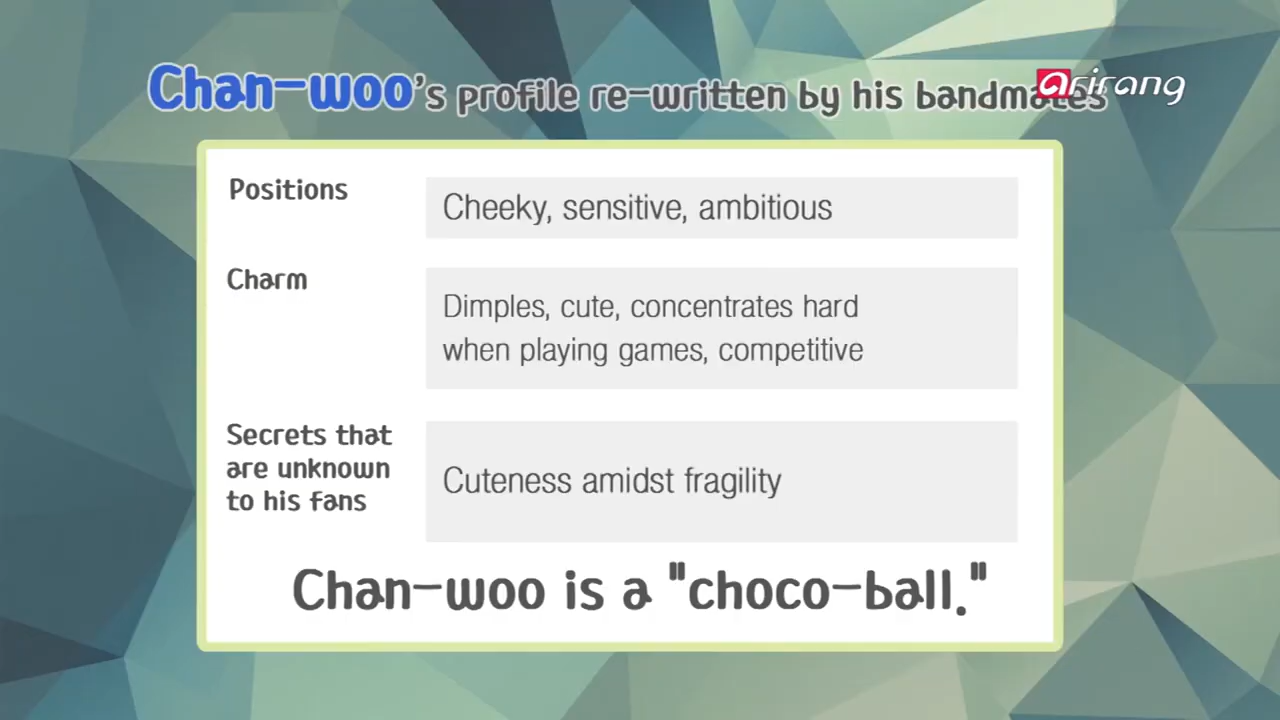 Chan-woo's profile re-written by his bandmates
arirang
Positions
Cheeky, sensitive, ambitious
Charm
Dimples, cute, concentrates hard
when playing games, competitive
Secrets that
are unknown
to his fans
Cuteness amidst fragility
Chan-woo is a "choco-ball."